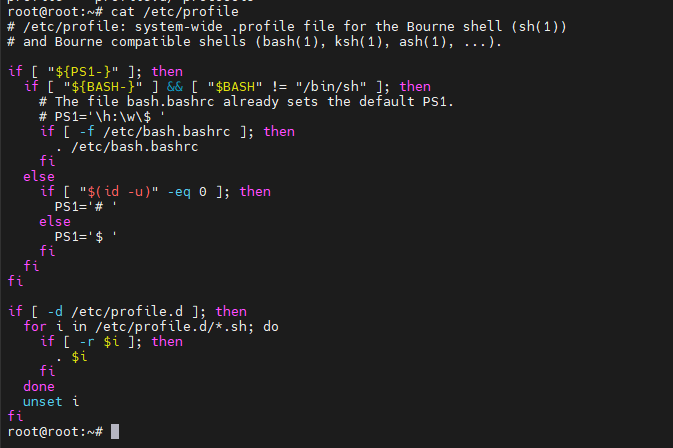 root@root:~# cat /etc/profile
# /etc/profile: system-wide .profile file for the Bourne shell (sh(1))
# and Bourne compatible shells (bash(1), ksh(1), ash(1), ...).

if [ "${PS1-}" ]; then
  if [ "${BASH-}" ] && [ "$BASH" != "/bin/sh" ]; then
    # The file bash.bashrc already sets the default PS1.
    # PS1='\h:\w\$ '
    if [ -f /etc/bash.bashrc ]; then
      . /etc/bash.bashrc
    fi
  else
    if [ "$(id -u)" -eq 0 ]; then
      PS1='# '
    else
      PS1='$ '
    fi
  fi
fi

if [ -d /etc/profile.d ]; then
  for i in /etc/profile.d/*.sh; do
    if [ -r $i ]; then
      . $i
    fi
  done
  unset i
fi
root@root:~#